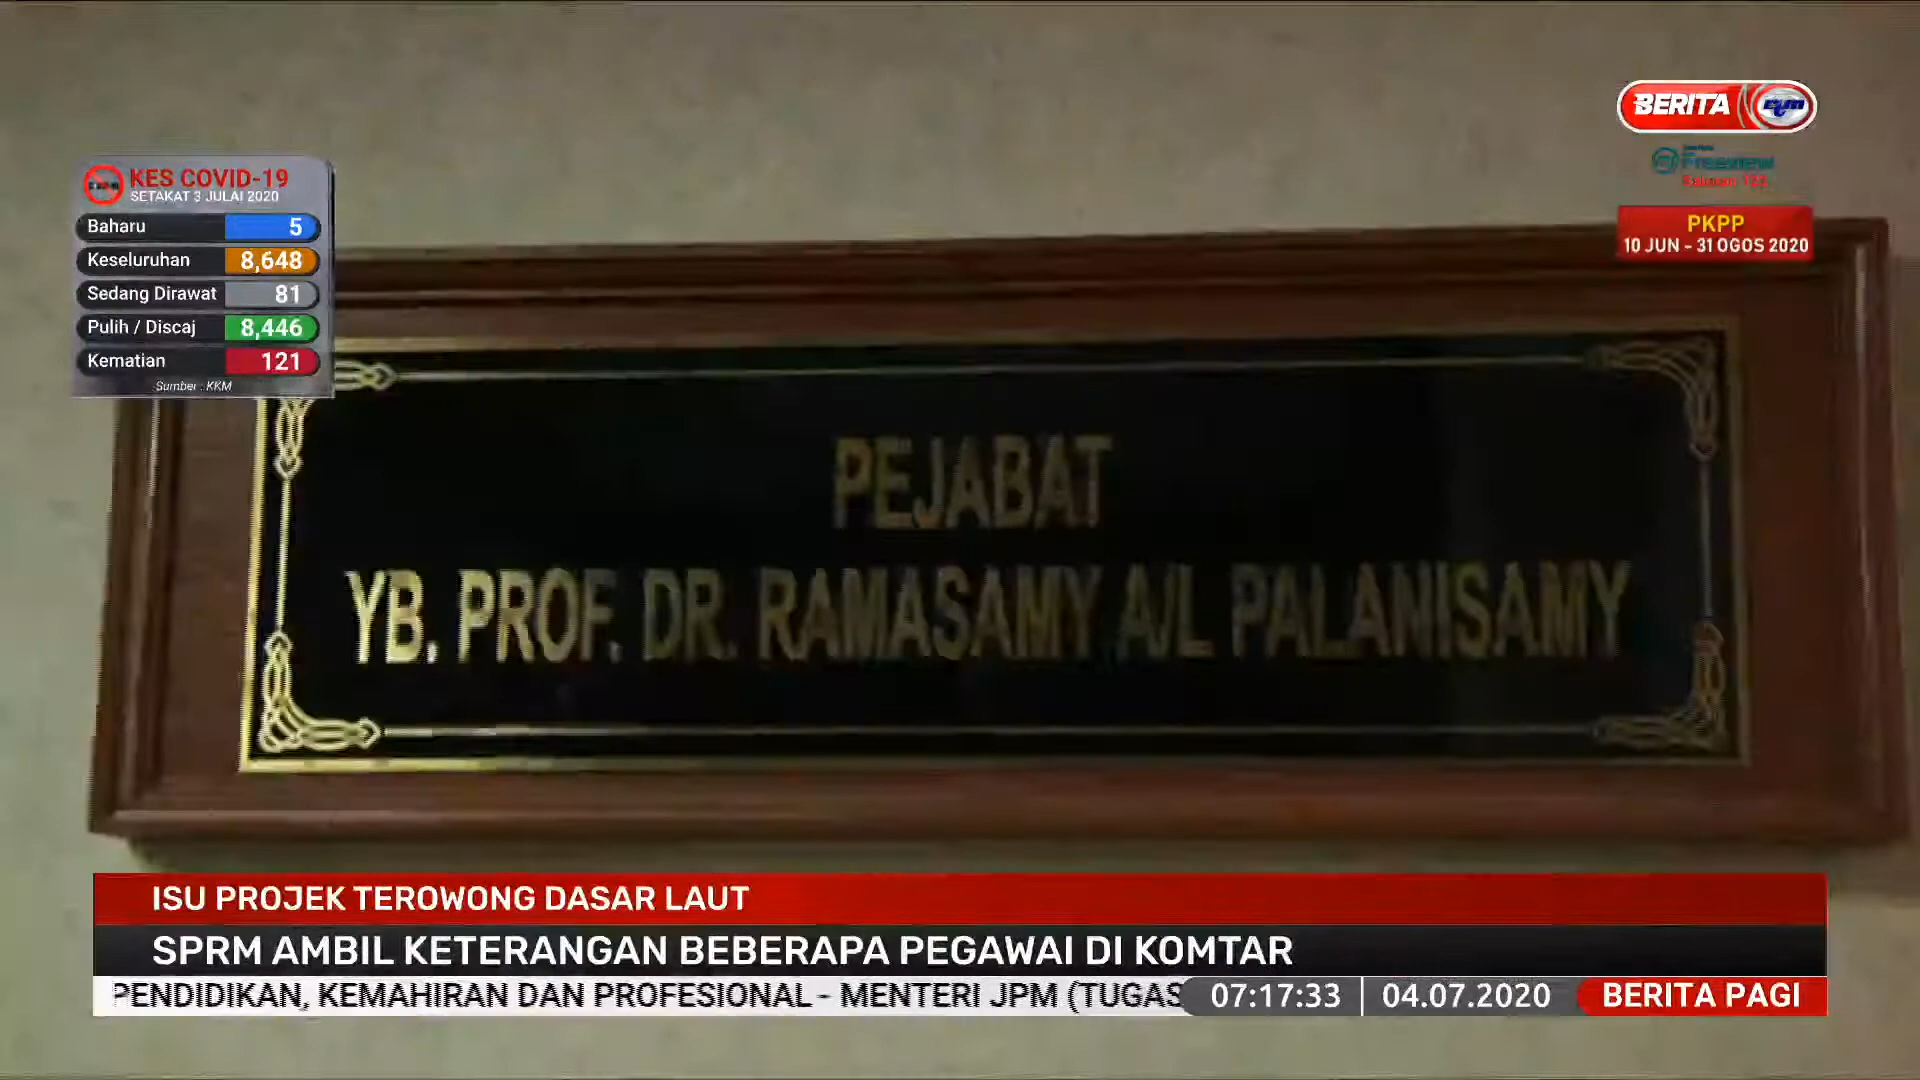 BERITA rtm
KES COVID-19
SETAKAT 3 JULAI 2020
Baharu 5
Keseluruhan 8,648
Sedang Dirawat 81
Pulih / Discaj 8,446
Kematian 121
Sumber : KKM
PKPP
10 JUN - 31 OGOS 2020
PEJABAT
YB. PROF. DR. RAMASAMY A/L PALANISAMY
ISU PROJEK TEROWONG DASAR LAUT
SPRM AMBIL KETERANGAN BEBERAPA PEGAWAI DI KOMTAR
PENDIDIKAN, KEMAHIRAN DAN PROFESIONAL - MENTERI JPM (TUGAS 07:17:33 04.07.2020 BERITA PAGI